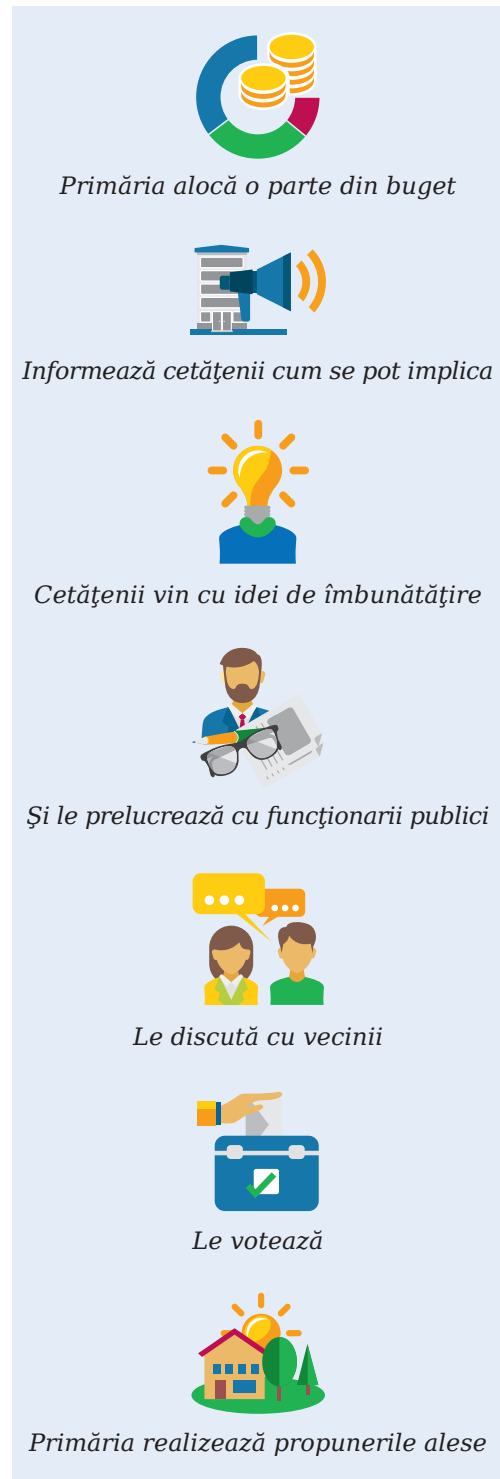 Primăria alocă o parte din buget
Informează cetăţenii cum se pot implica
Cetăţenii vin cu idei de îmbunătăţire
Şi le prelucrează cu funcţionarii publici
Le discută cu vecinii
Le votează
Primăria realizează propunerile alese